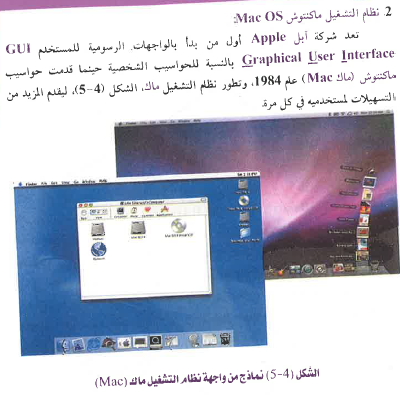 2. نظام التشغيل ماكنتوش Mac OS:
تعد شركة آبل Apple أول من بدأ بالواجهات الرسومية للمستخدم GUI
Graphical User Interface بالنسبة للحواسيب الشخصية حينما قدمت حواسيب
ماكنتوش (ماك Mac) عام 1984، وتطور نظام التشغيل ماك، الشكل (4-5)، ليقدم المزيد من
التسهيلات لمستخدميه في كل مرة.
الشكل (4-5) نماذج من واجهة نظام التشغيل ماك (Mac)